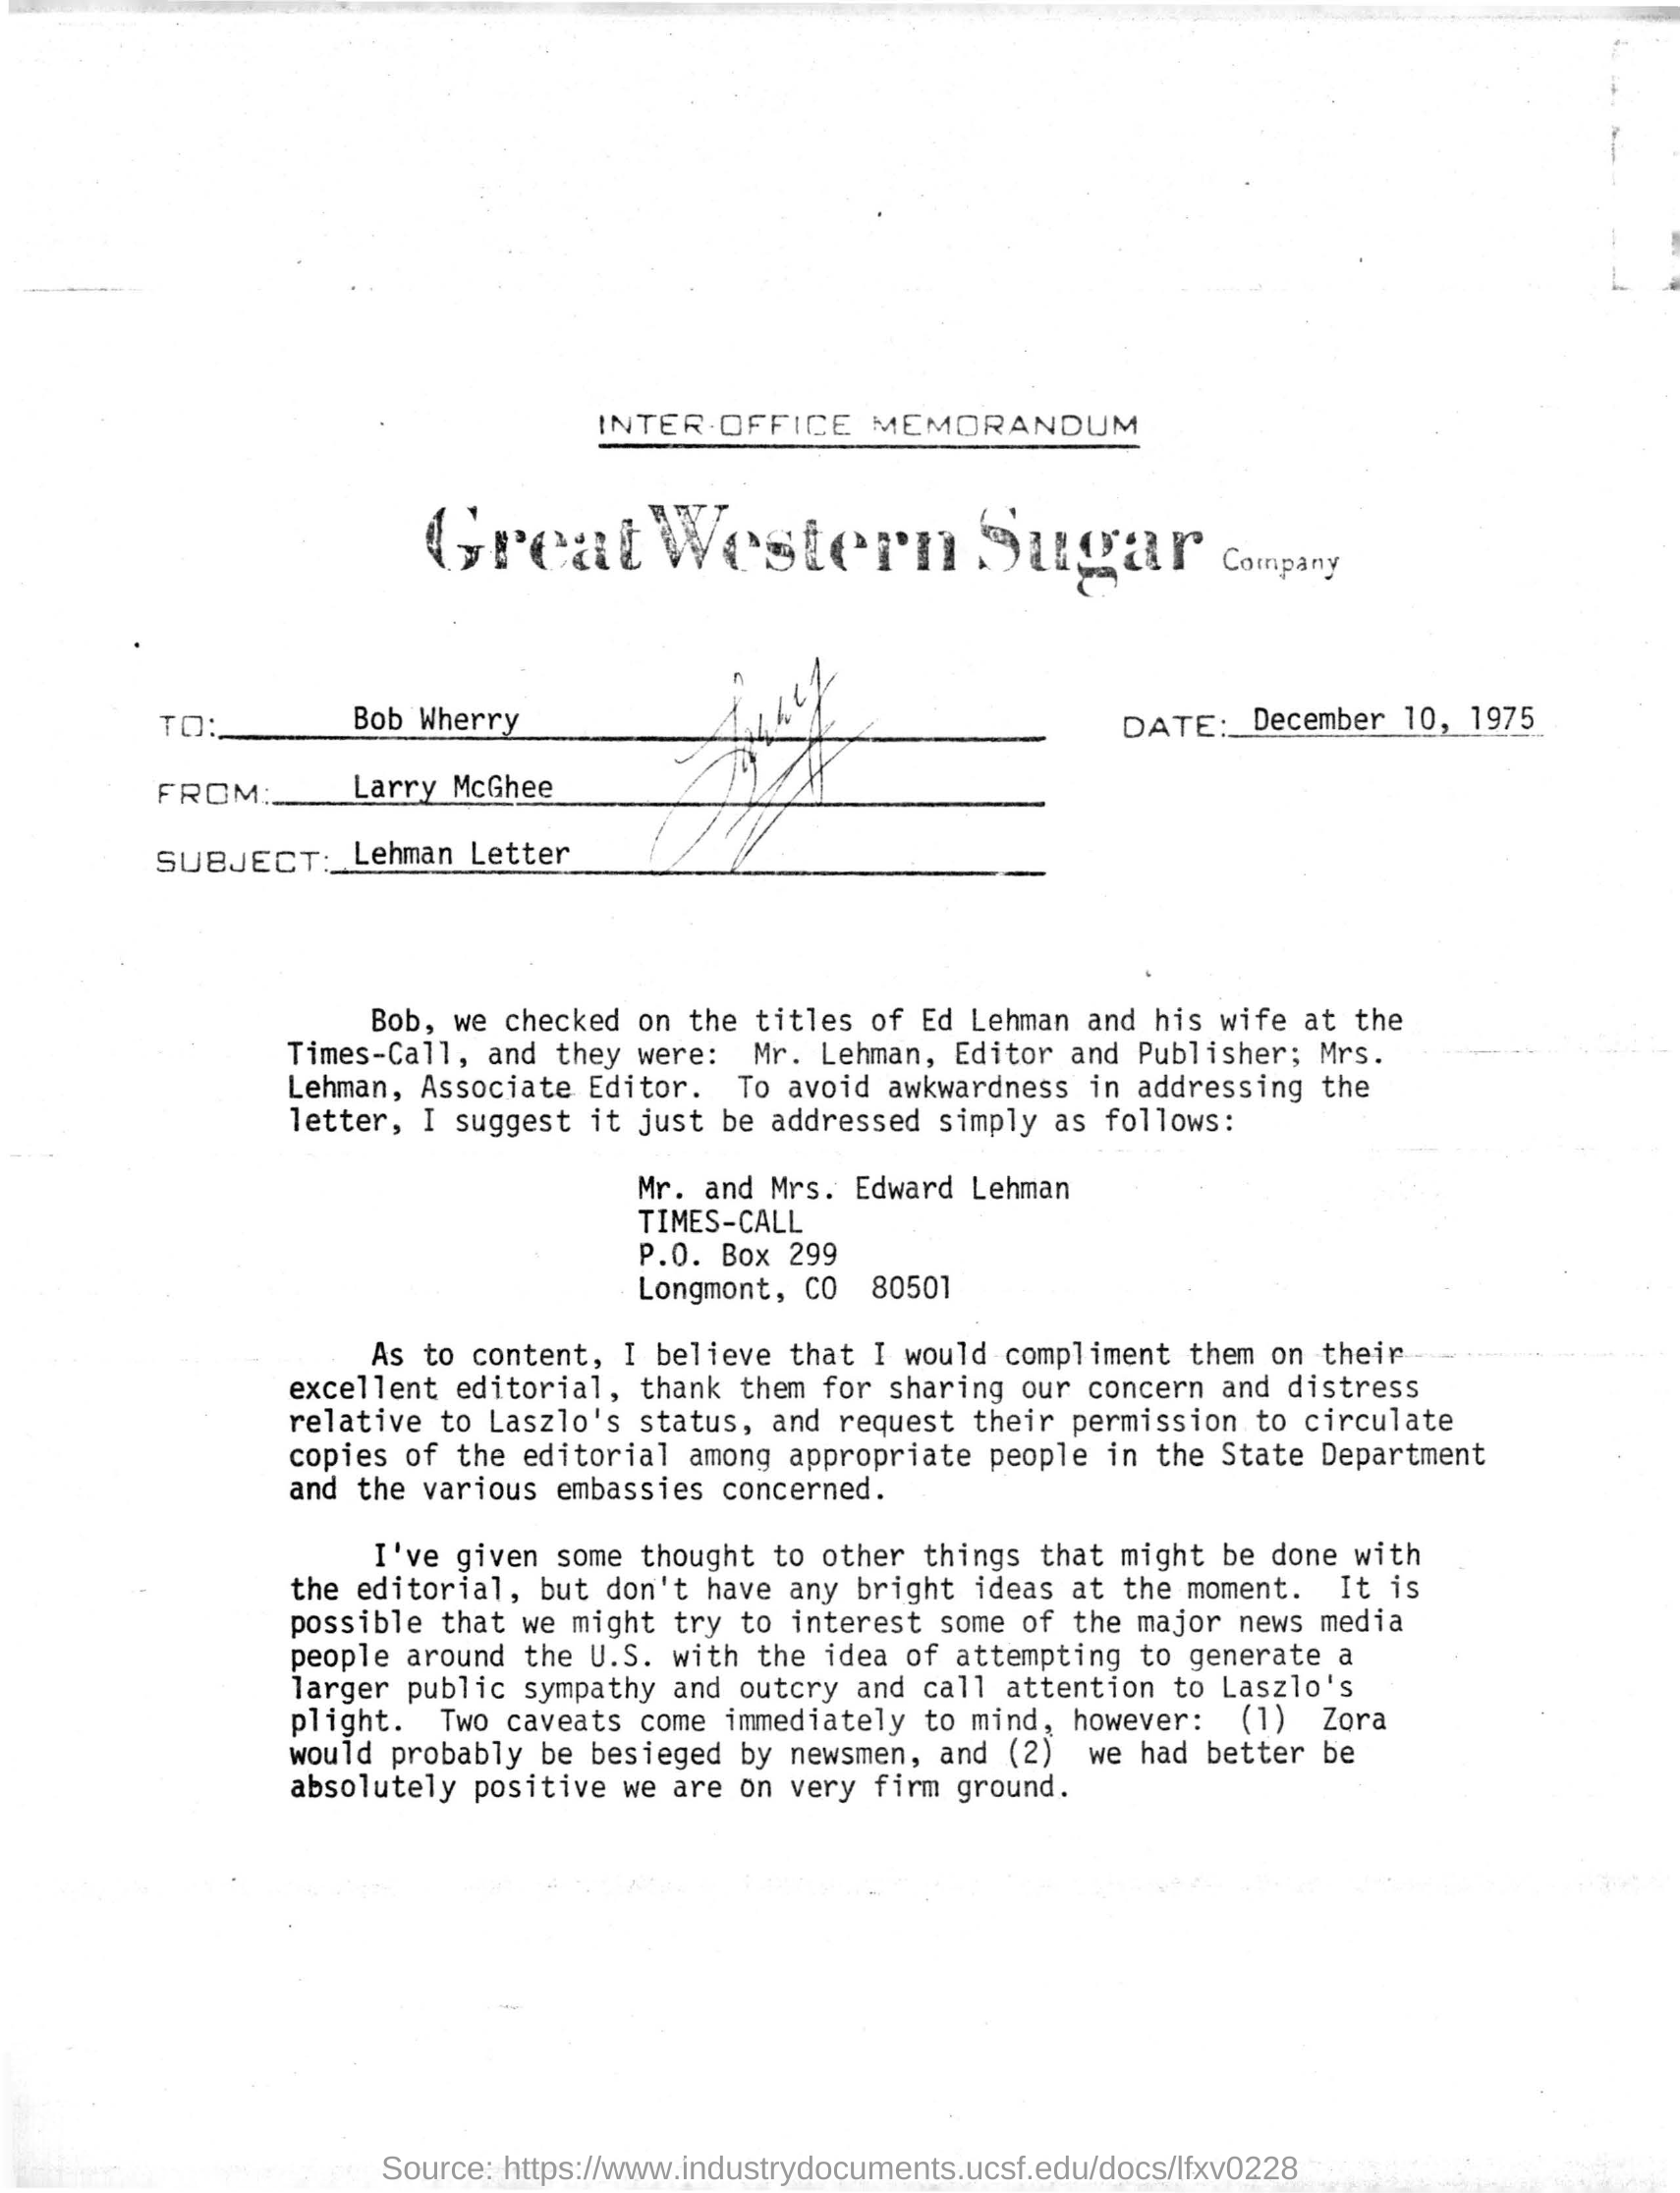 INTER-OFFICE MEMORANDUM
Great Western Sugar Company
TO: Bob Wherry DATE: December 10, 1975
FROM: Larry McGhee
SUBJECT: Lehman Letter
Bob, we checked on the titles of Ed Lehman and his wife at the
Times-Call, and they were: Mr. Lehman, Editor and Publisher; Mrs.
Lehman, Associate Editor. To avoid awkwardness in addressing the
letter, I suggest it just be addressed simply as follows:
Mr. and Mrs. Edward Lehman
TIMES-CALL
P.O. Box 299
Longmont, CO 80501
As to content, I believe that I would compliment them on their
excellent editorial, thank them for sharing our concern and distress
relative to Laszlo's status, and request their permission to circulate
copies of the editorial among appropriate people in the State Department
and the various embassies concerned.
I've given some thought to other things that might be done with
the editorial, but don't have any bright ideas at the moment. It is
possible that we might try to interest some of the major news media
people around the U.S. with the idea of attempting to generate a
larger public sympathy and outcry and call attention to Laszlo's
plight. Two caveats come immediately to mind, however: (1) Zora
would probably be besieged by newsmen, and (2) we had better be
absolutely positive we are on very firm ground.
Source: https://www.industrydocuments.ucsf.edu/docs/lfxv0228